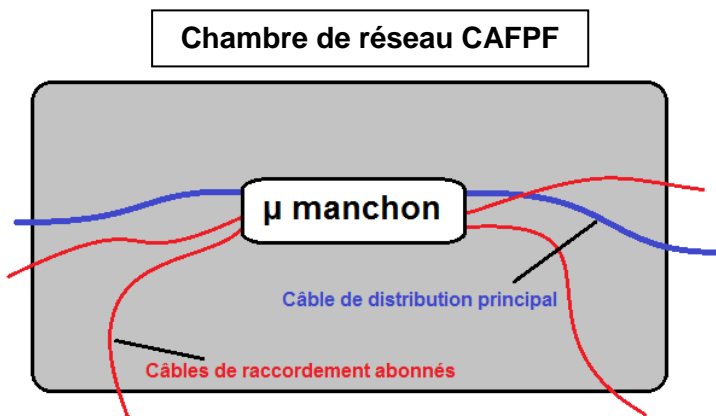 Chambre de réseau CAFPF
µ manchon
Câble de distribution principal
Câbles de raccordement abonnés